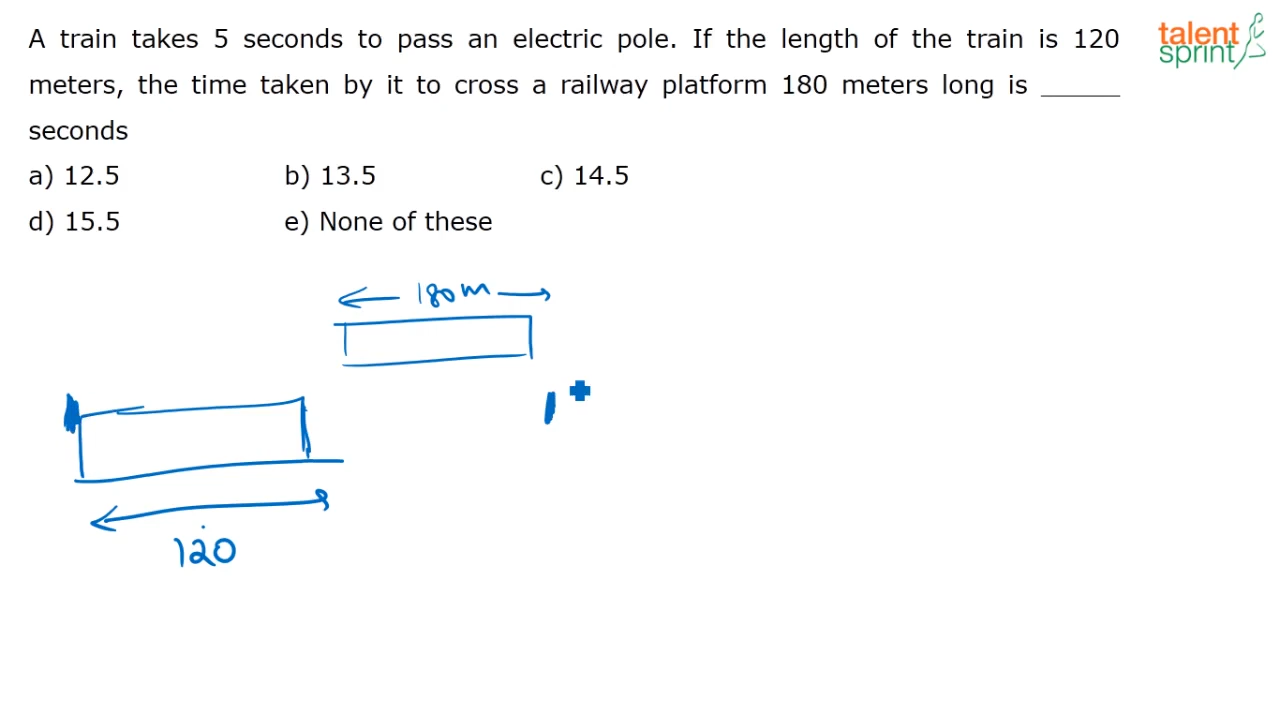 A train takes 5 seconds to pass an electric pole. If the length of the train is 120
meters, the time taken by it to cross a railway platform 180 meters long is ______
seconds
a) 12.5 b) 13.5 c) 14.5
d) 15.5 e) None of these
talent
sprint
180m
120